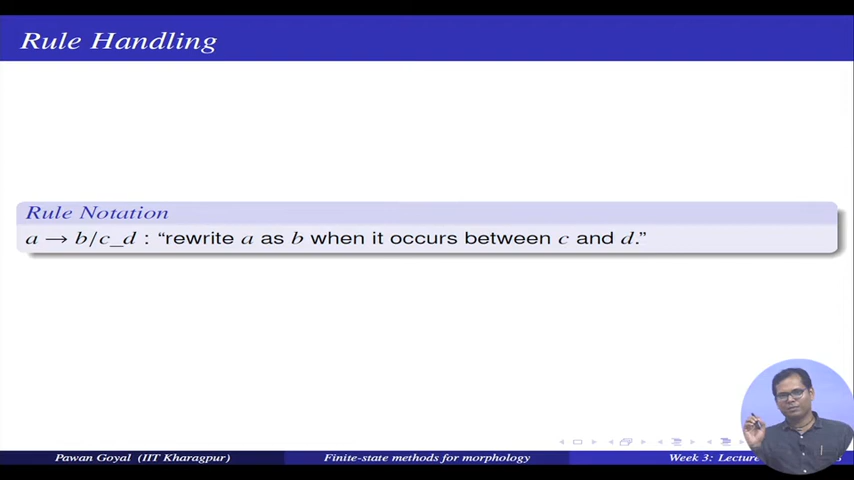 Rule Handling
Rule Notation
a → b/c_d : “rewrite a as b when it occurs between c and d.”
Pawan Goyal (IIT Kharagpur) Finite-state methods for morphology Week 3: